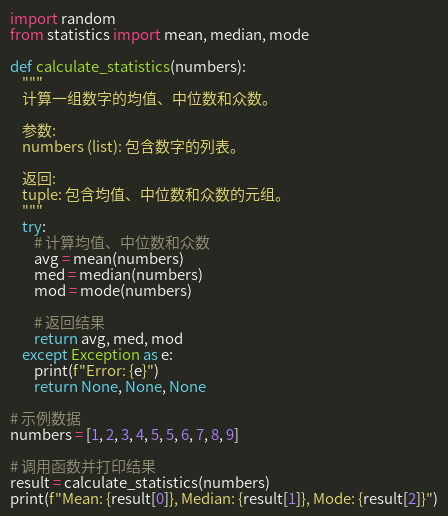 import random
from statistics import mean, median, mode

def calculate_statistics(numbers):
    """
    计算一组数字的均值、中位数和众数。

    参数:
    numbers (list): 包含数字的列表。

    返回:
    tuple: 包含均值、中位数和众数的元组。
    """
    try:
        # 计算均值、中位数和众数
        avg = mean(numbers)
        med = median(numbers)
        mod = mode(numbers)

        # 返回结果
        return avg, med, mod
    except Exception as e:
        print(f"Error: {e}")
        return None, None, None

# 示例数据
numbers = [1, 2, 3, 4, 5, 5, 6, 7, 8, 9]

# 调用函数并打印结果
result = calculate_statistics(numbers)
print(f"Mean: {result[0]}, Median: {result[1]}, Mode: {result[2]}")